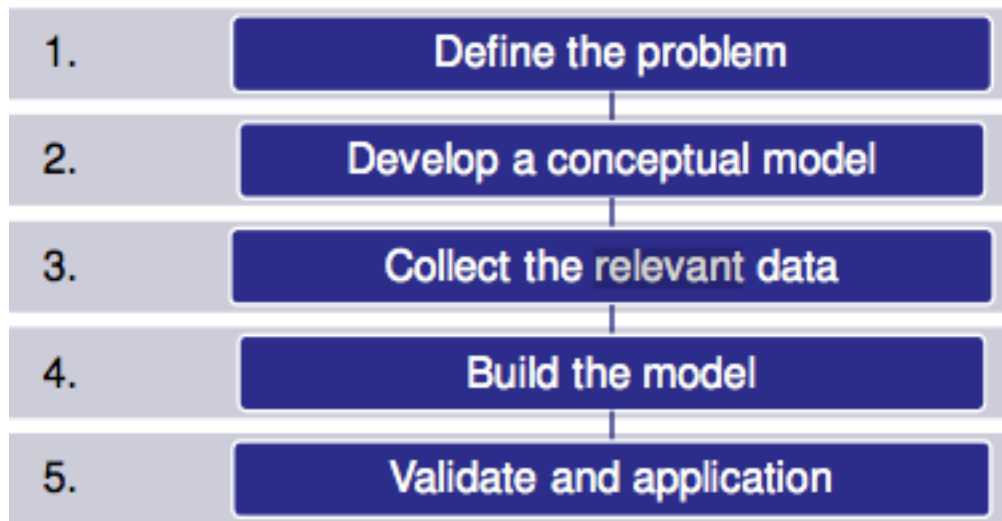 1. Define the problem
2. Develop a conceptual model
3. Collect the relevant data
4. Build the model
5. Validate and application